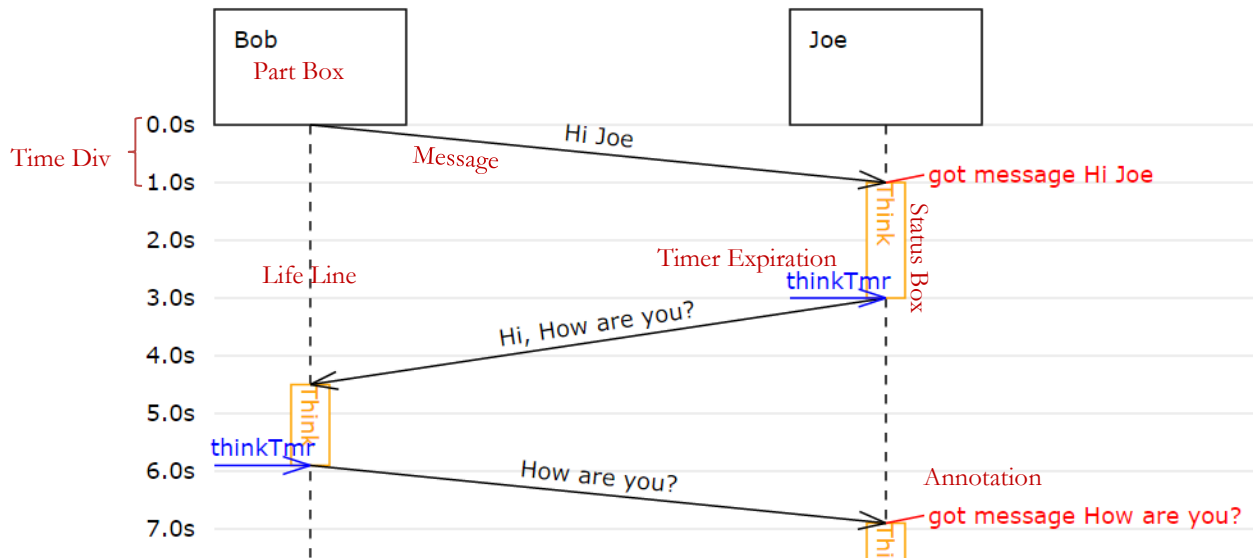 Bob
Joe
Part Box
0.0s
Hi Joe
Time Div
Message
1.0s
got message Hi Joe
Think
Status Box
2.0s
Timer Expiration
Life Line
thinkTmr
3.0s
Hi, How are you?
4.0s
Think
5.0s
thinkTmr
6.0s
How are you?
Annotation
got message How are you?
7.0s